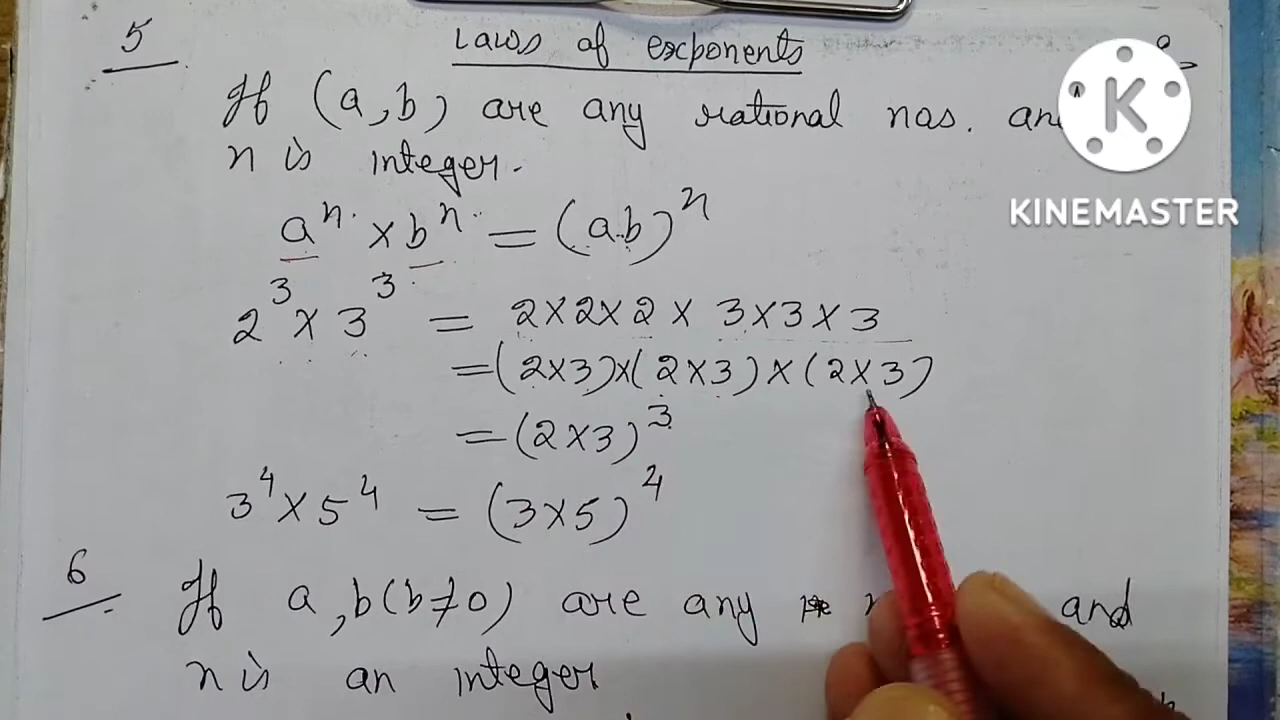 5 Laws of exponents
If (a,b) are any rational nos. an
n is integer.
aⁿ × bⁿ = (ab)ⁿ
2³ × 3³ = 2×2×2 × 3×3×3
=(2×3)×(2×3)×(2×3)
=(2×3)³
3⁴ × 5⁴ = (3×5)⁴
6 If a,b(b≠0) are any and
n is an integer
K
KINEMASTER